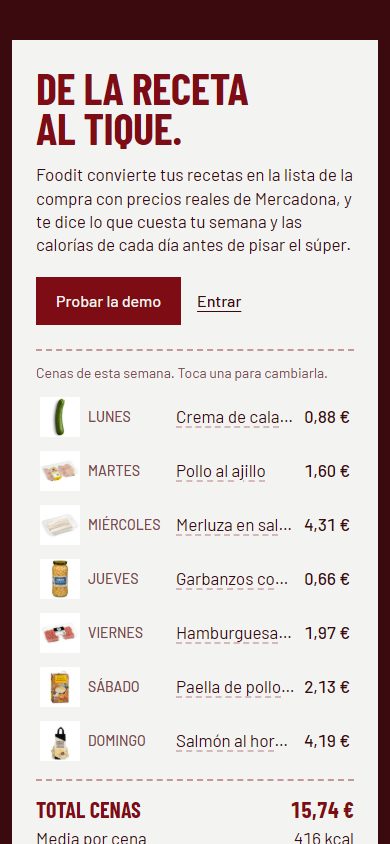 DE LA RECETA
AL TIQUE.
Foodit convierte tus recetas en la lista de la
compra con precios reales de Mercadona, y
te dice lo que cuesta tu semana y las
calorías de cada día antes de pisar el súper.
Probar la demo Entrar
Cenas de esta semana. Toca una para cambiarla.
LUNES Crema de cala... 0,88 €
MARTES Pollo al ajillo 1,60 €
MIÉRCOLES Merluza en sal... 4,31 €
JUEVES Garbanzos co... 0,66 €
VIERNES Hamburguesa... 1,97 €
SÁBADO Paella de pollo... 2,13 €
DOMINGO Salmón al hor... 4,19 €
TOTAL CENAS 15,74 €
Media por cena 416 kcal